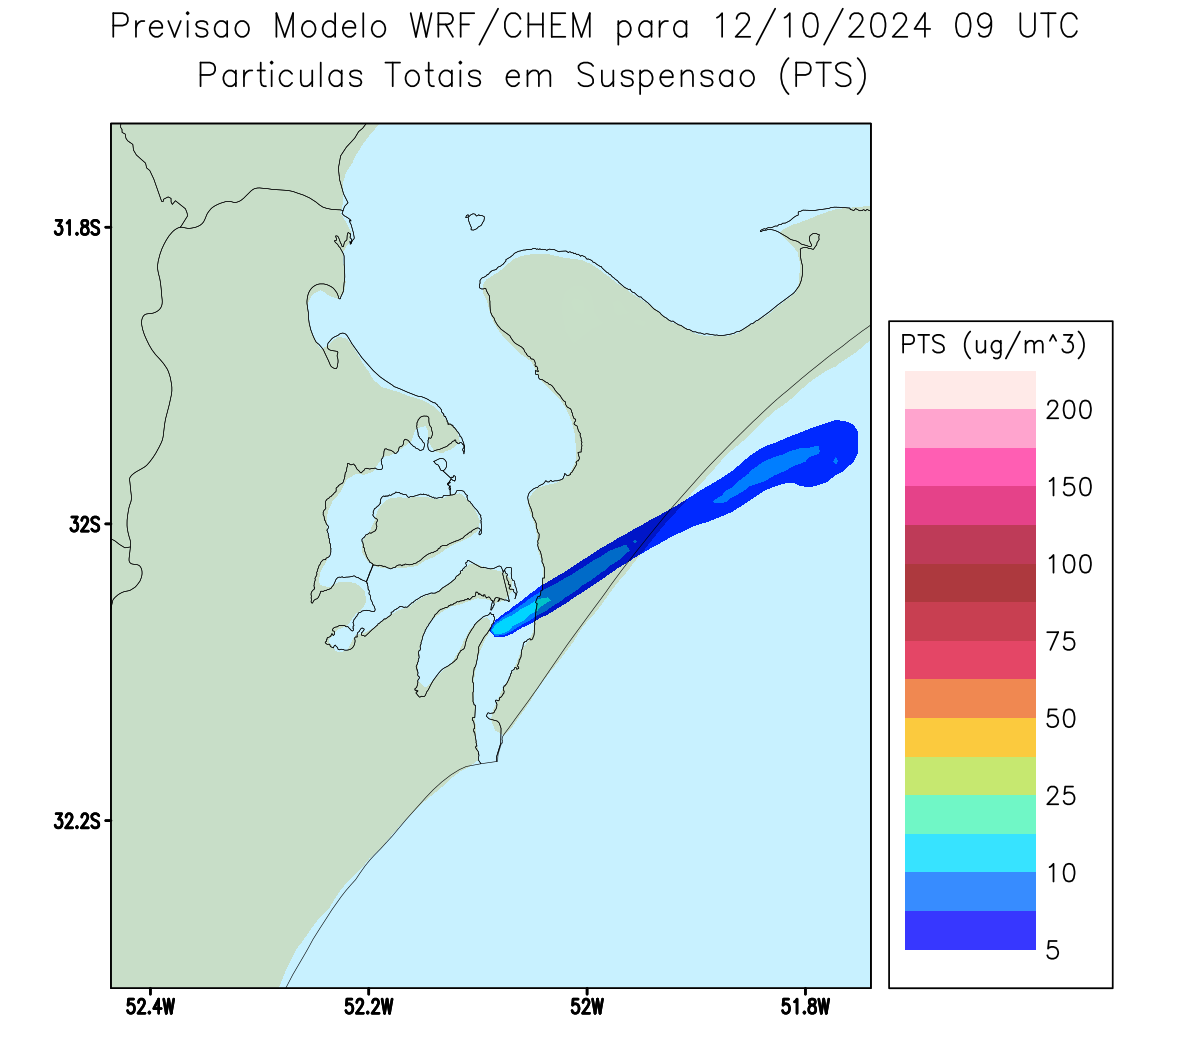 Previsao Modelo WRF/CHEM para 12/10/2024 09 UTC
Particulas Totais em Suspensao (PTS)
31.8S
32S
32.2S
52.4W
52.2W
52W
51.8W
PTS (ug/m^3)
200
150
100
75
50
25
10
5